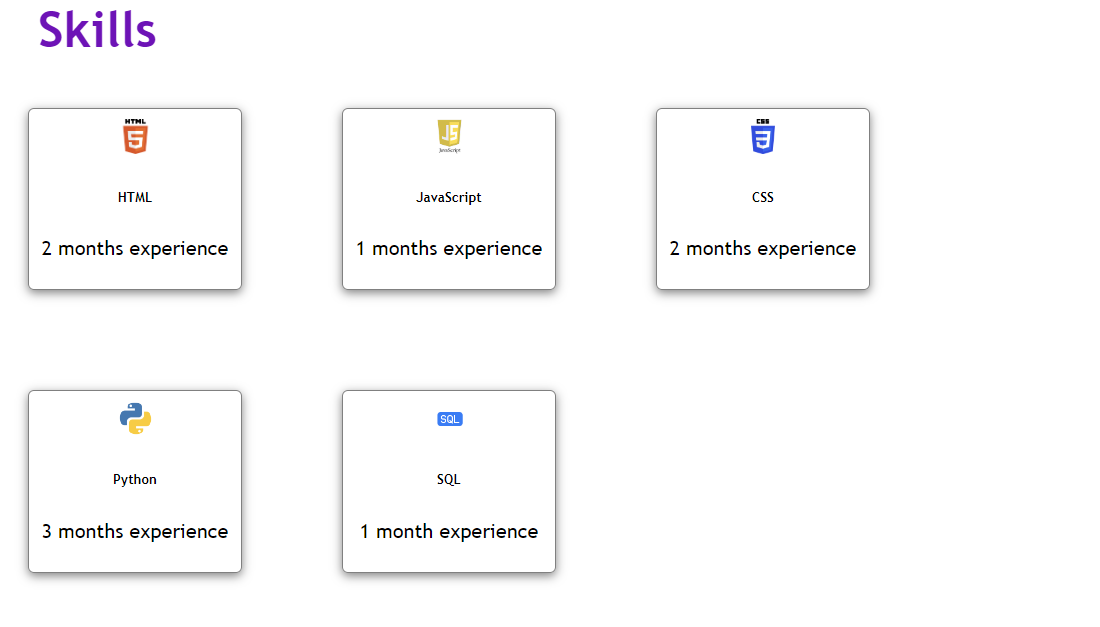 Skills
HTML
5
HTML
2 months experience
JS
JavaScript
JavaScript
1 months experience
CSS
3
CSS
2 months experience
Python
3 months experience
SQL
SQL
1 month experience